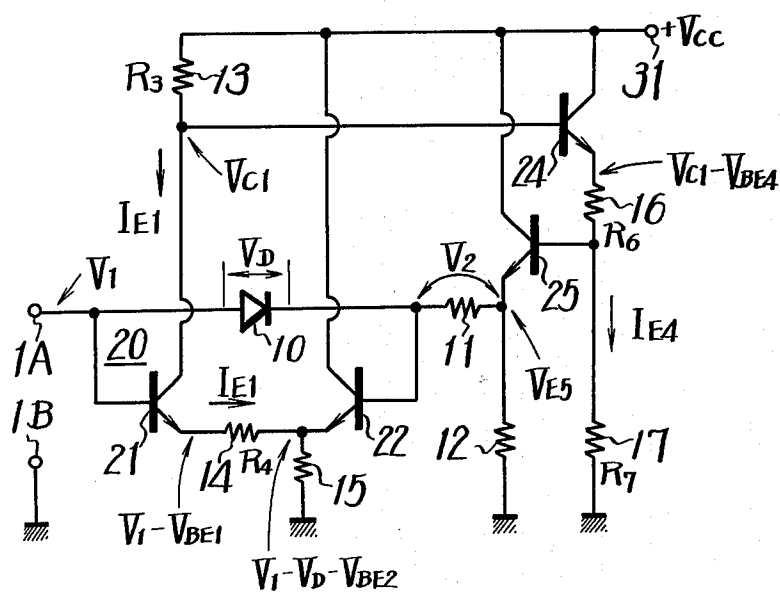 +VCC
31
R3
13
VC1
24
VC1-VBE4
16
R6
IE1
V1
VD
V2
25
1A
20
10
11
IE4
VE5
1B
IE1
21
14
R4
22
12
17
R7
15
V1-VBE1
V1-VD-VBE2